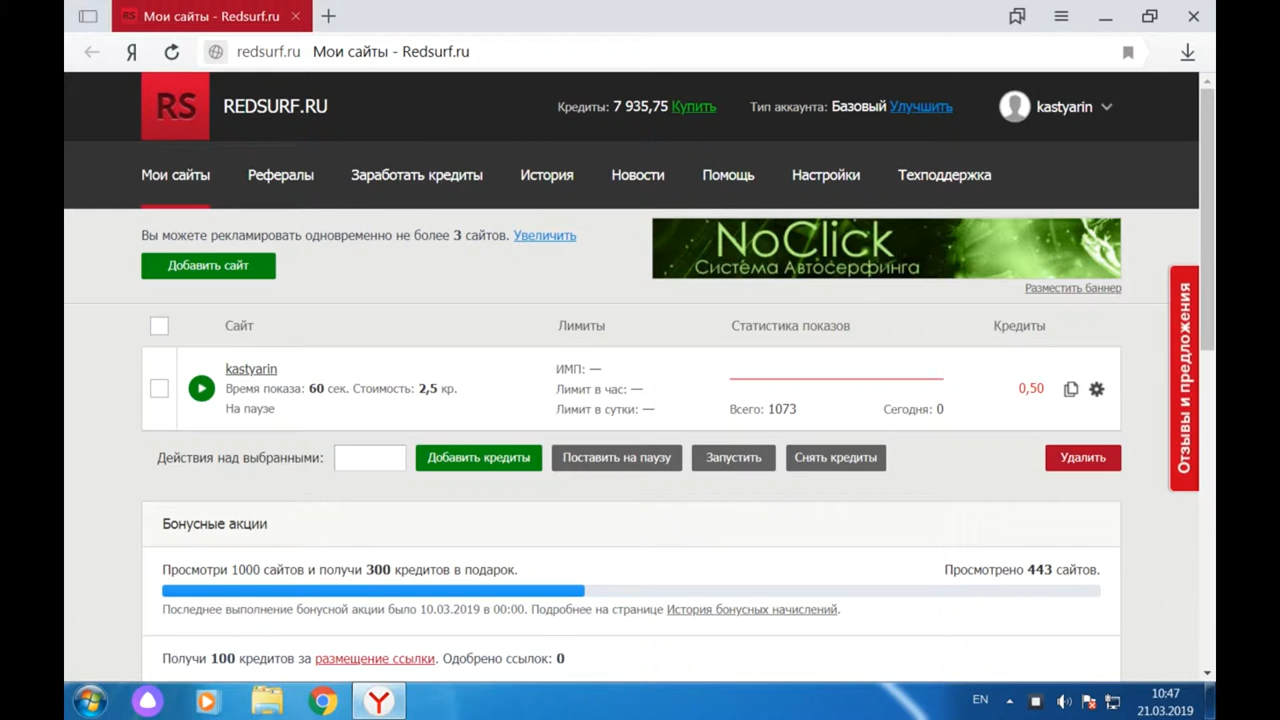 RS Мои сайты - Redsurf.ru
Я redsurf.ru Мои сайты - Redsurf.ru
RS REDSURF.RU Кредиты: 7 935,75 Купить Тип аккаунта: Базовый Улучшить kastyarin
Мои сайты Рефералы Заработать кредиты История Новости Помощь Настройки Техподдержка
Вы можете рекламировать одновременно не более 3 сайтов. Увеличить
Добавить сайт
NoClick
Система Автосерфинга
Разместить баннер
Отзывы и предложения
Сайт Лимиты Статистика показов Кредиты
kastyarin ИМП: —
Время показа: 60 сек. Стоимость: 2,5 кр. Лимит в час: — 0,50
На паузе Лимит в сутки: — Всего: 1073 Сегодня: 0
Действия над выбранными: Добавить кредиты Поставить на паузу Запустить Снять кредиты Удалить
Бонусные акции
Просмотри 1000 сайтов и получи 300 кредитов в подарок. Просмотрено 443 сайтов.
Последнее выполнение бонусной акции было 10.03.2019 в 00:00. Подробнее на странице История бонусных начислений.
Получи 100 кредитов за размещение ссылки. Одобрено ссылок: 0
Y EN 10:47
21.03.2019